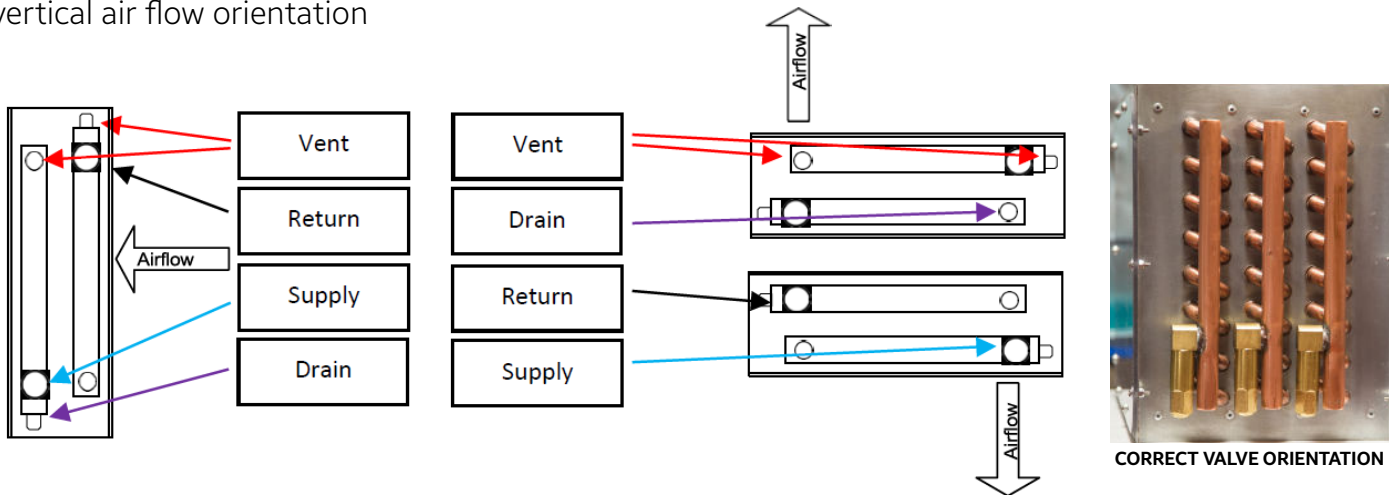 vertical air flow orientation
Vent
Return
Airflow
Supply
Drain
Vent
Drain
Return
Supply
Airflow
Airflow
CORRECT VALVE ORIENTATION